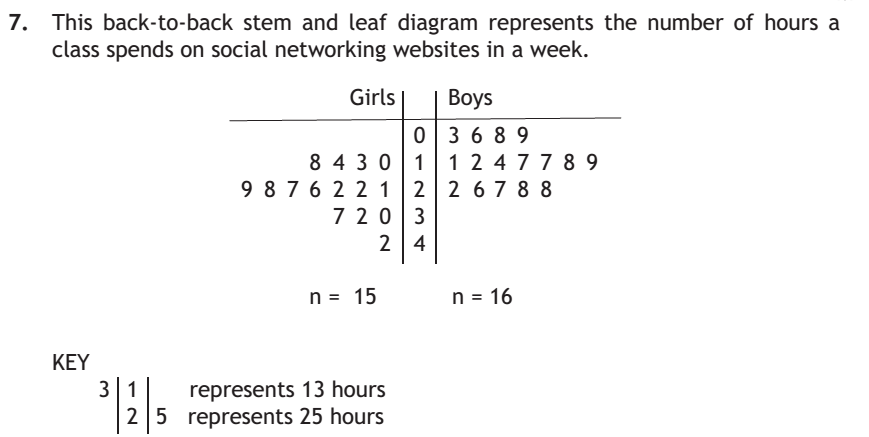 7. This back-to-back stem and leaf diagram represents the number of hours a
class spends on social networking websites in a week.
Girls Boys
0 3 6 8 9
8 4 3 0 1 1 2 4 7 7 8 9
9 8 7 6 2 2 1 2 2 6 7 8 8
7 2 0 3
2 4
n = 15 n = 16
KEY
3 1 represents 13 hours
2 5 represents 25 hours